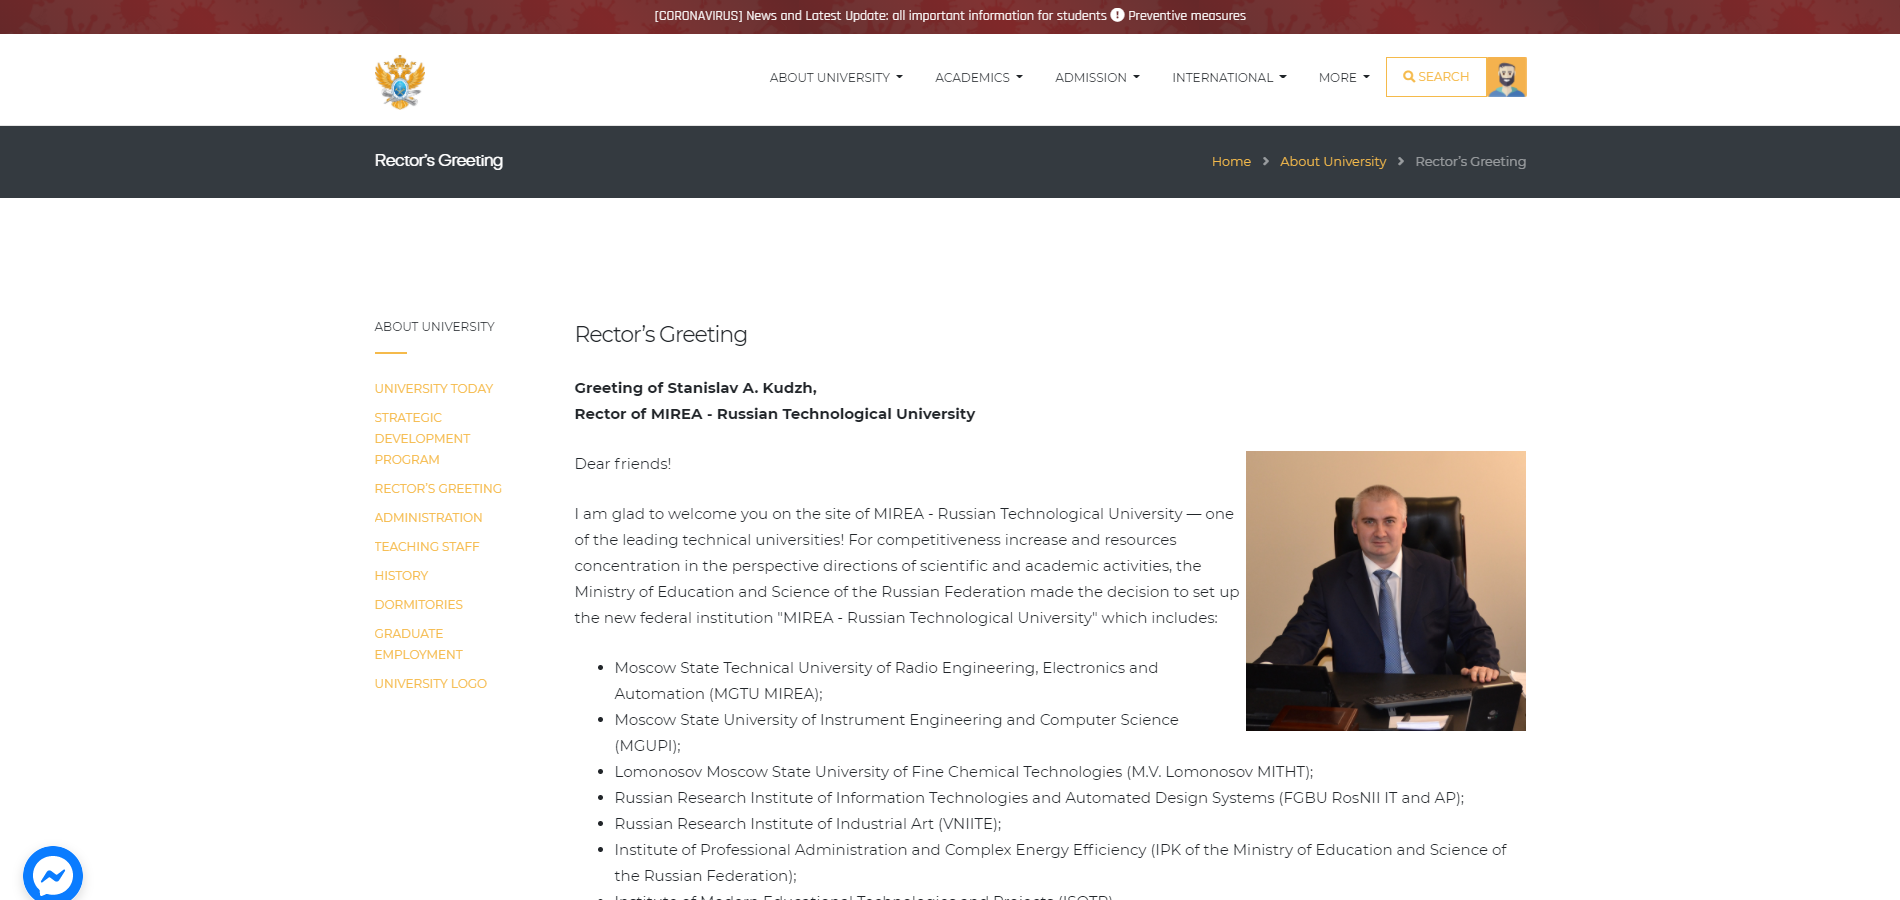 [CORONAVIRUS] News and Latest Update: all important information for students Preventive measures
ABOUT UNIVERSITY ACADEMICS ADMISSION INTERNATIONAL MORE SEARCH
Rector's Greeting
Home About University Rector's Greeting
ABOUT UNIVERSITY
UNIVERSITY TODAY
STRATEGIC
DEVELOPMENT
PROGRAM
RECTOR'S GREETING
ADMINISTRATION
TEACHING STAFF
HISTORY
DORMITORIES
GRADUATE
EMPLOYMENT
UNIVERSITY LOGO
Rector's Greeting
Greeting of Stanislav A. Kudzh,
Rector of MIREA - Russian Technological University
Dear friends!
I am glad to welcome you on the site of MIREA - Russian Technological University — one
of the leading technical universities! For competitiveness increase and resources
concentration in the perspective directions of scientific and academic activities, the
Ministry of Education and Science of the Russian Federation made the decision to set up
the new federal institution "MIREA - Russian Technological University" which includes:
Moscow State Technical University of Radio Engineering, Electronics and
Automation (MGTU MIREA);
Moscow State University of Instrument Engineering and Computer Science
(MGUPI);
Lomonosov Moscow State University of Fine Chemical Technologies (M.V. Lomonosov MITHT);
Russian Research Institute of Information Technologies and Automated Design Systems (FGBU RosNII IT and AP);
Russian Research Institute of Industrial Art (VNIITE);
Institute of Professional Administration and Complex Energy Efficiency (IPK of the Ministry of Education and Science of
the Russian Federation);
Institute of Modern Educational Technologies and Projects (ISOTP)